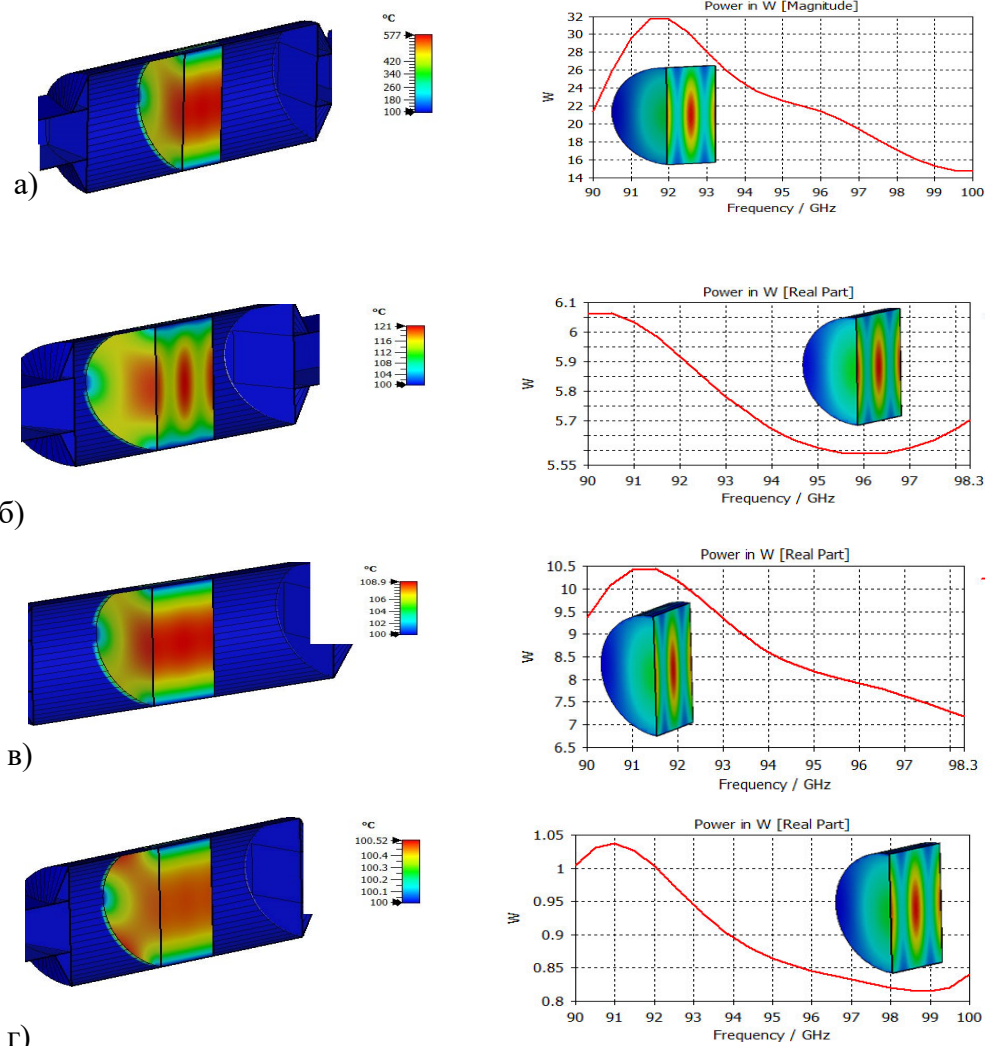 °C
577
420
340
260
180
100
а)
Power in W [Magnitude]
32
30
28
26
24
22
20
18
16
14
W
90 91 92 93 94 95 96 97 98 99 100
Frequency / GHz
°C
121
116
112
108
104
100
б)
Power in W [Real Part]
6.1
6
5.9
5.8
5.7
5.55
W
90 91 92 93 94 95 96 97 98.3
Frequency / GHz
°C
108.9
106
104
102
100
в)
Power in W [Real Part]
10.5
10
9.5
9
8.5
8
7.5
7
6.5
W
90 91 92 93 94 95 96 97 98.3
Frequency / GHz
°C
100.52
100.4
100.3
100.2
100.1
100
г)
Power in W [Real Part]
1.05
1
0.95
0.9
0.85
0.8
W
90 91 92 93 94 95 96 97 98 99 100
Frequency / GHz